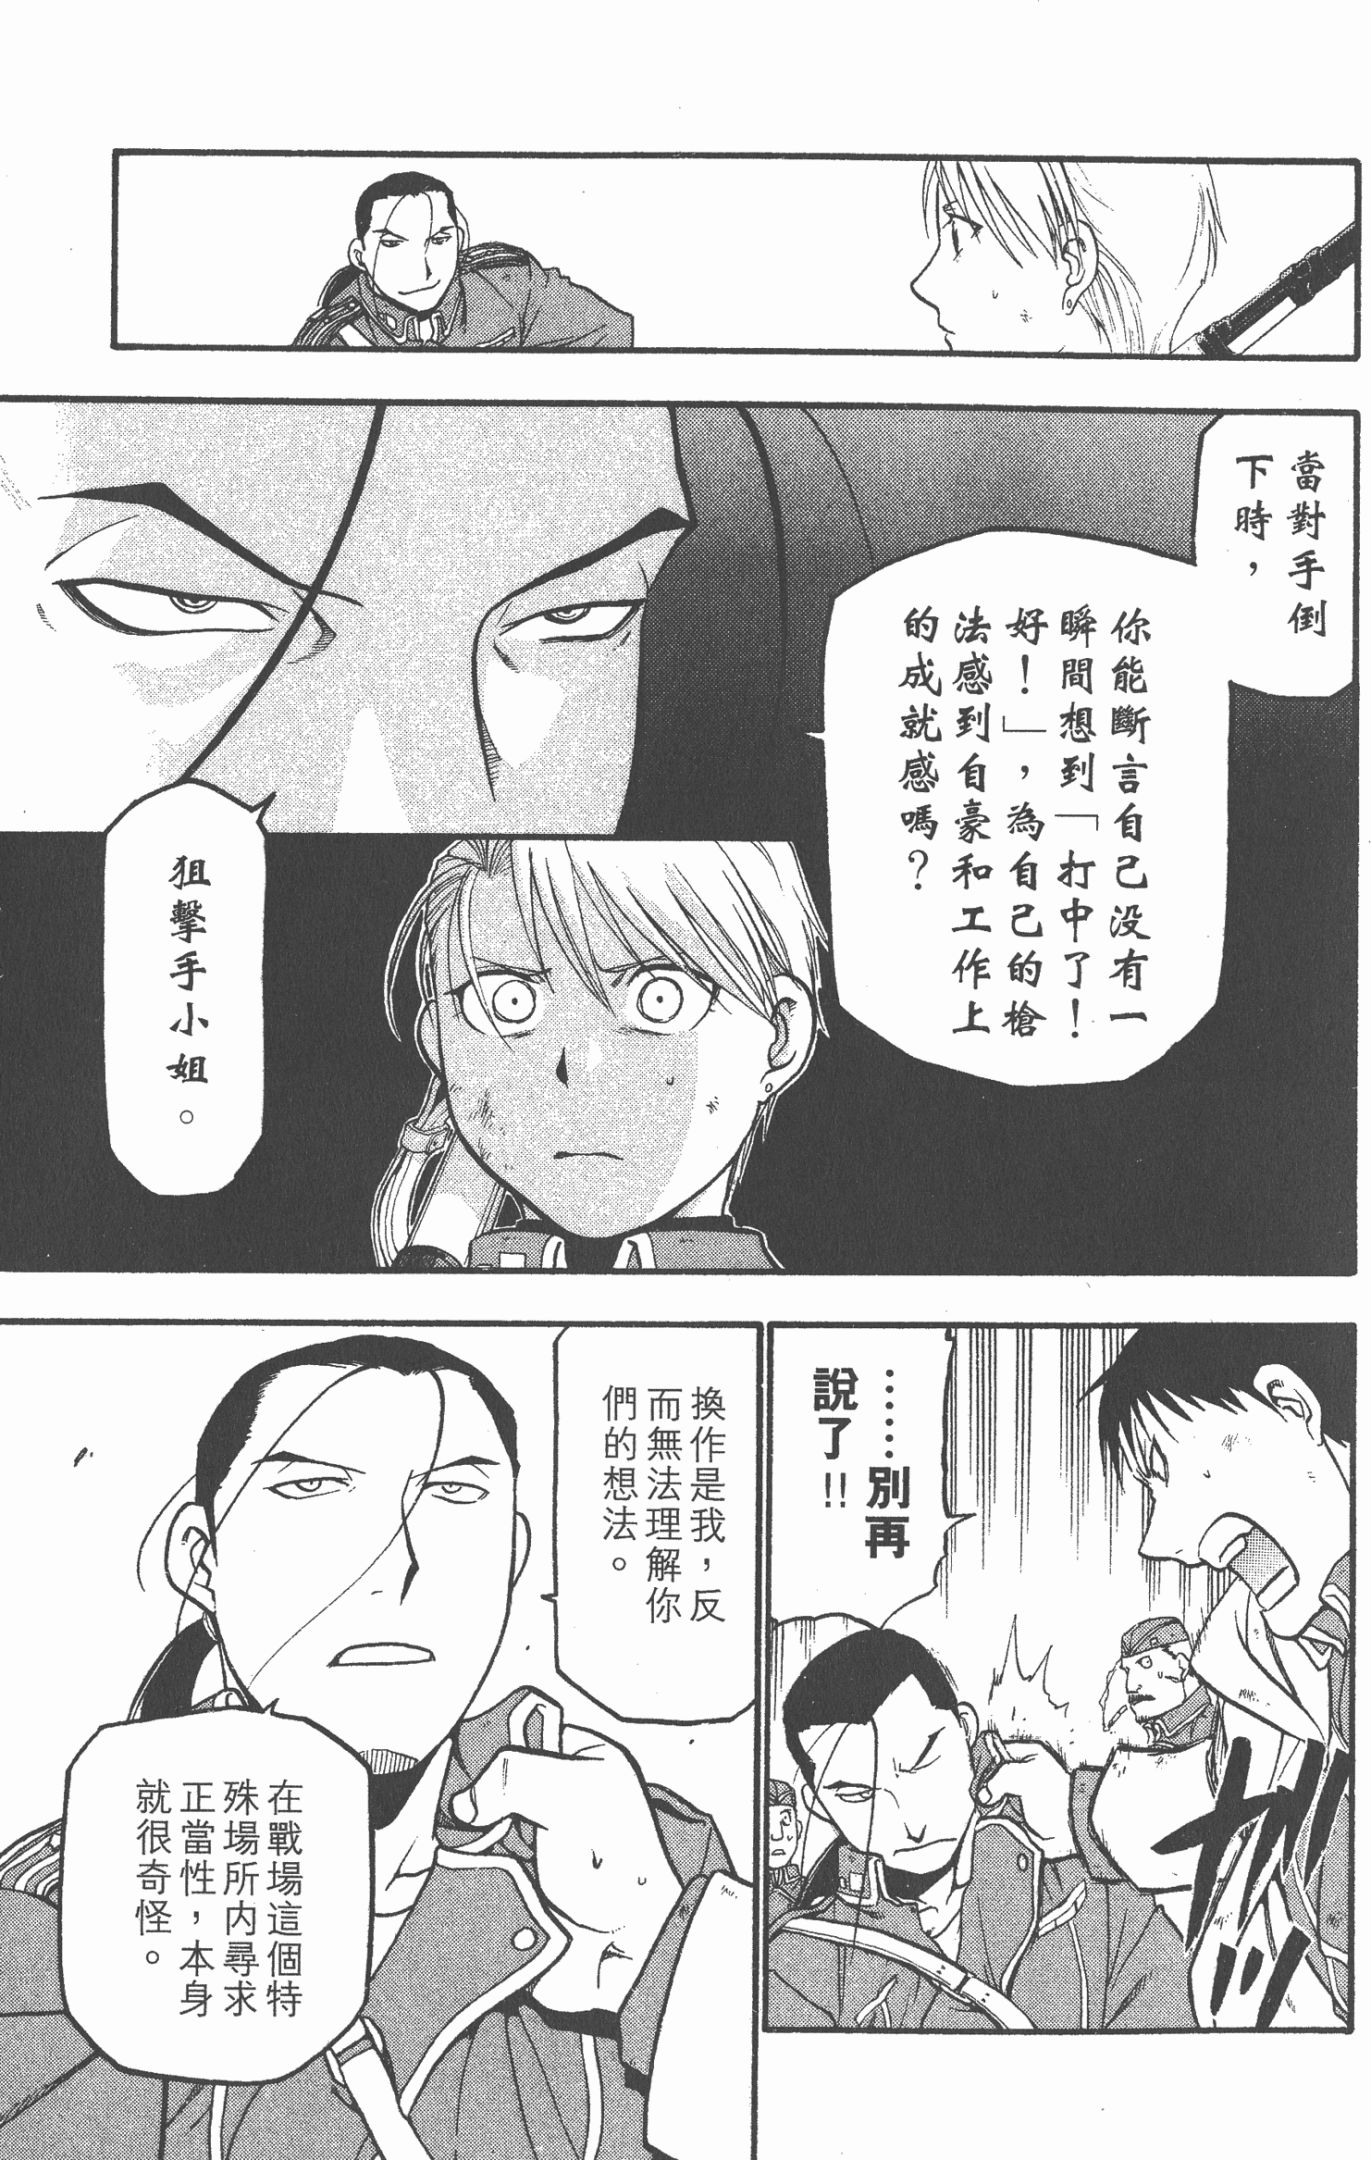 當對手倒
下時，
你能斷言自己没有一
瞬間想到「打中了！
好！」，為自己的槍
法感到自豪和工作上
的成就感嗎？
狙擊手小姐。
……別再
說了!!
ガガッ
換作是我，反
而無法理解你
們的想法。
在戰場這個特
殊場所內尋求
正當性，本身
就很奇怪。